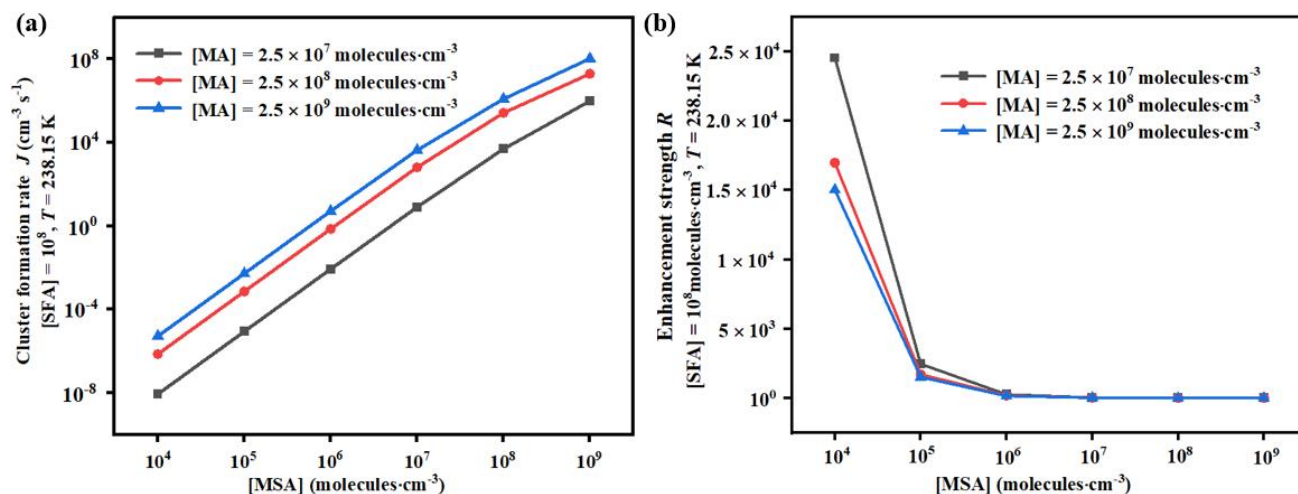 (a)
[MA] = 2.5 × 10⁷ molecules·cm⁻³
[MA] = 2.5 × 10⁸ molecules·cm⁻³
[MA] = 2.5 × 10⁹ molecules·cm⁻³
Cluster formation rate J (cm⁻³ s⁻¹)
[SFA] = 10⁸, T = 238.15 K
10⁸
10⁴
10⁰
10⁻⁴
10⁻⁸
10⁴ 10⁵ 10⁶ 10⁷ 10⁸ 10⁹
[MSA] (molecules·cm⁻³)
(b)
[MA] = 2.5 × 10⁷ molecules·cm⁻³
[MA] = 2.5 × 10⁸ molecules·cm⁻³
[MA] = 2.5 × 10⁹ molecules·cm⁻³
Enhancement strength R
[SFA] = 10⁸molecules·cm⁻³, T = 238.15 K
2.5 × 10⁴
2.0 × 10⁴
1.5 × 10⁴
1 × 10⁴
5 × 10³
10⁰
10⁴ 10⁵ 10⁶ 10⁷ 10⁸ 10⁹
[MSA] (molecules·cm⁻³)